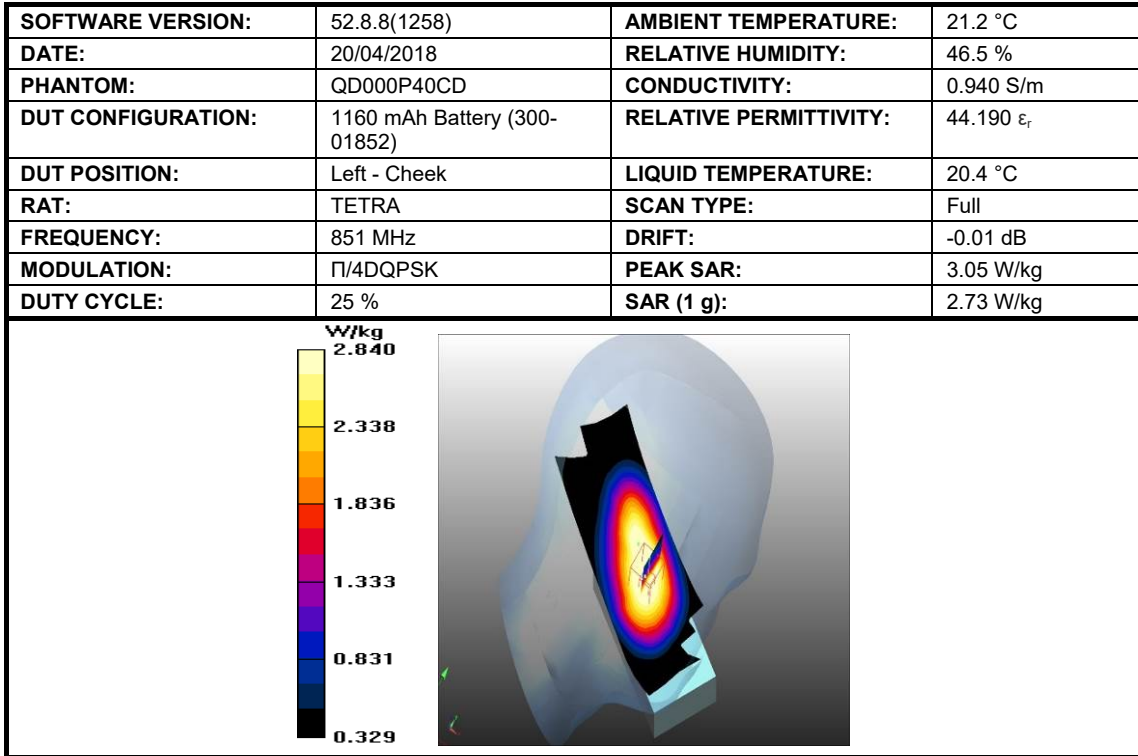 SOFTWARE VERSION: 52.8.8(1258) AMBIENT TEMPERATURE: 21.2 °C
DATE: 20/04/2018 RELATIVE HUMIDITY: 46.5 %
PHANTOM: QD000P40CD CONDUCTIVITY: 0.940 S/m
DUT CONFIGURATION: 1160 mAh Battery (300-
01852) RELATIVE PERMITTIVITY: 44.190 εr
DUT POSITION: Left - Cheek LIQUID TEMPERATURE: 20.4 °C
RAT: TETRA SCAN TYPE: Full
FREQUENCY: 851 MHz DRIFT: -0.01 dB
MODULATION: Π/4DQPSK PEAK SAR: 3.05 W/kg
DUTY CYCLE: 25 % SAR (1 g): 2.73 W/kg
W/kg
2.840
2.338
1.836
1.333
0.831
0.329